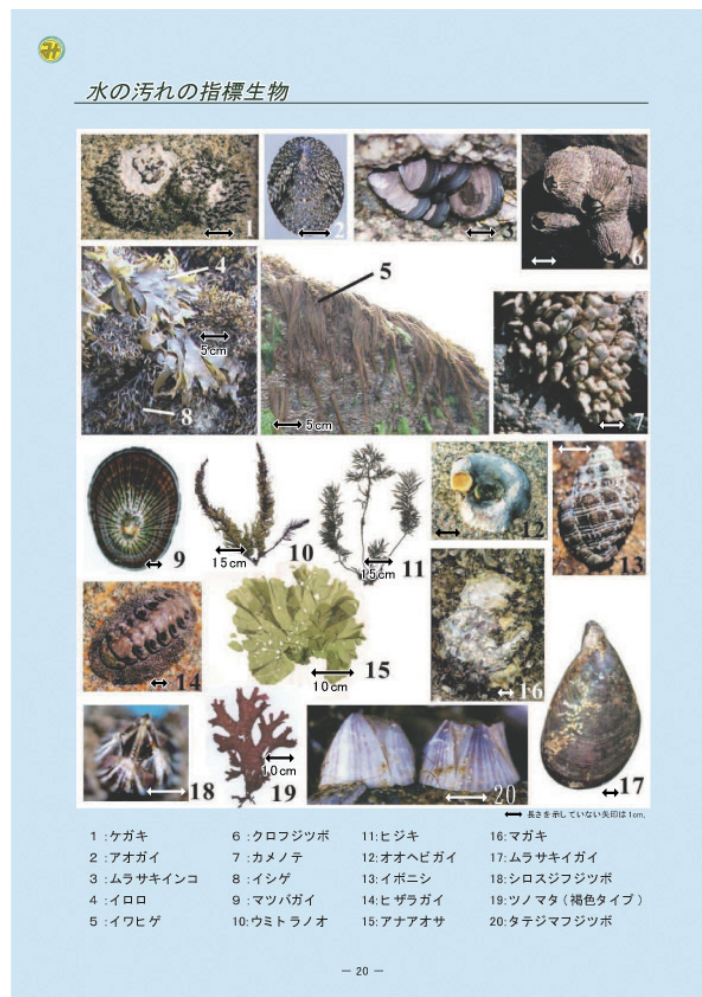 み
水の汚れの指標生物
1
2
3
6
4
5cm
8
5
5cm
7
9
15cm
10
15cm
11
12
13
14
10cm
15
16
17
18
10cm
19
20
長さを示していない矢印は1cm。
1:ケガキ
2:アオガイ
3:ムラサキインコ
4:イロロ
5:イワヒゲ
6:クロフジツボ
7:カメノテ
8:イシゲ
9:マツバガイ
10:ウミトラノオ
11:ヒジキ
12:オオヘビガイ
13:イボニシ
14:ヒザラガイ
15:アナアオサ
16:マガキ
17:ムラサキイガイ
18:シロスジフジツボ
19:ツノマタ(褐色タイプ)
20:タテジマフジツボ
― 20 ―